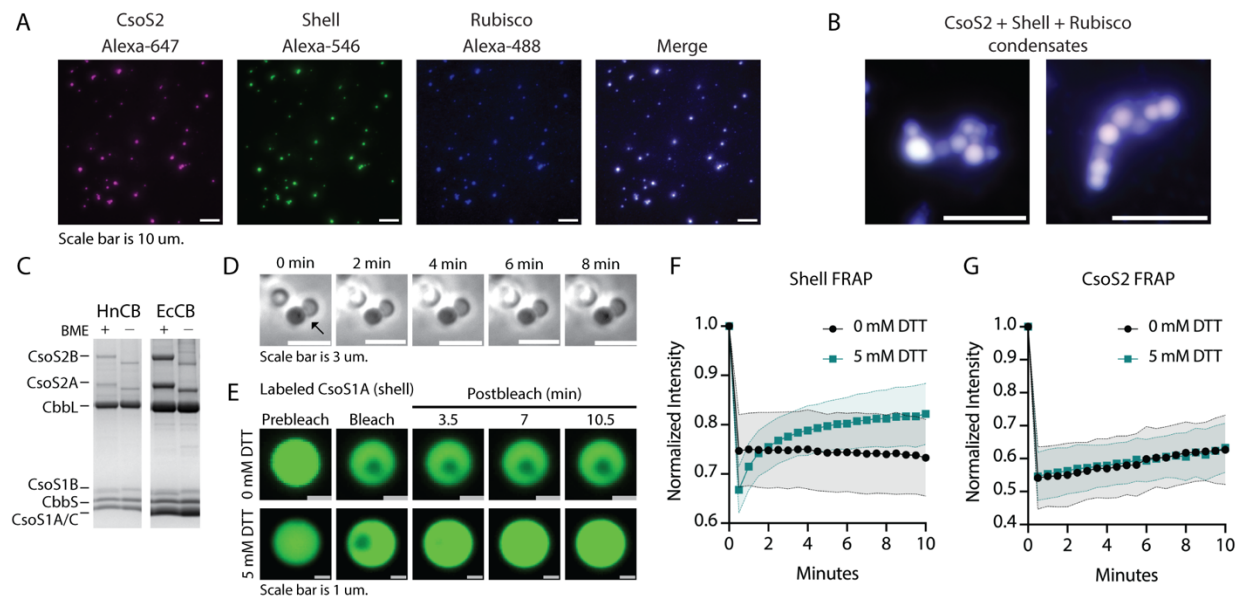 A
CsoS2
Alexa-647
Shell
Alexa-546
Rubisco
Alexa-488
Merge
Scale bar is 10 um.
B
CsoS2 + Shell + Rubisco
condensates
C
HnCB EcCB
BME + − + −
CsoS2B
CsoS2A
CbbL
CsoS1B
CbbS
CsoS1A/C
D
0 min 2 min 4 min 6 min 8 min
Scale bar is 3 um.
E
Labeled CsoS1A (shell)
Postbleach (min)
Prebleach Bleach 3.5 7 10.5
0 mM DTT
5 mM DTT
Scale bar is 1 um.
F
Shell FRAP
0 mM DTT
5 mM DTT
Normalized Intensity
1.0
0.9
0.8
0.7
0.6
0 2 4 6 8 10
Minutes
G
CsoS2 FRAP
0 mM DTT
5 mM DTT
Normalized Intensity
1.0
0.9
0.8
0.7
0.6
0.5
0.4
0 2 4 6 8 10
Minutes